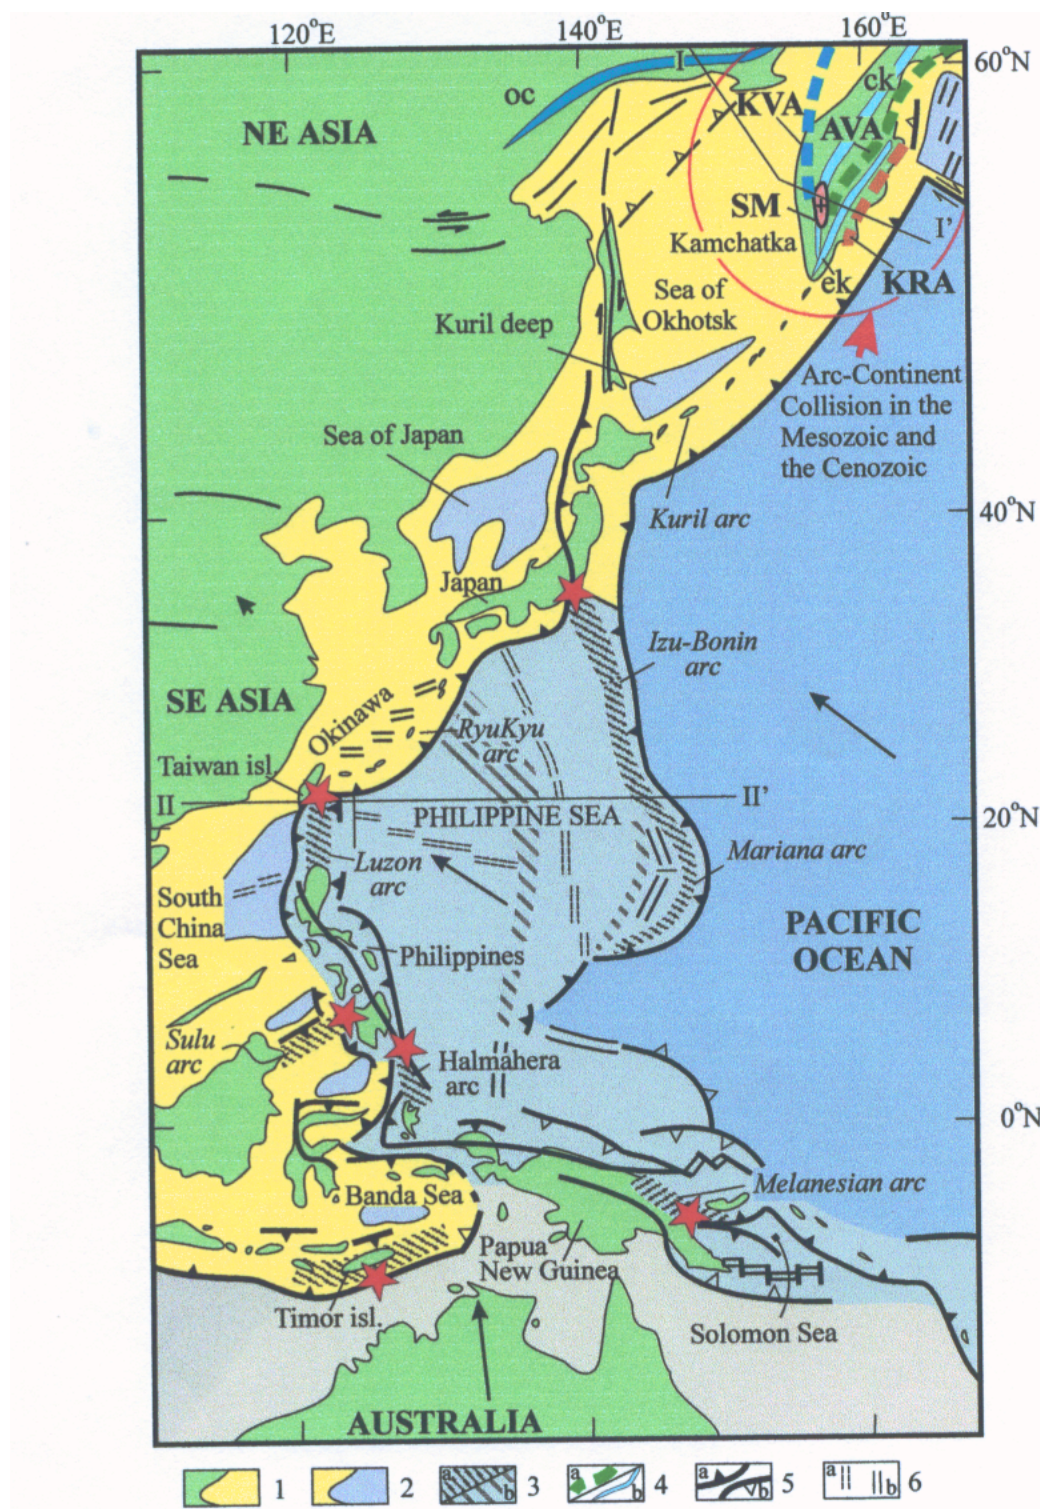 120°E
140°E
160°E
60°N
I
ck
oc
KVA
NE ASIA
AVA
SM
I'
Kamchatka
Sea of
Okhotsk
ek
KRA
Kuril deep
Arc-Continent
Collision in the
Mesozoic and
the Cenozoic
Sea of Japan
Kuril arc
40°N
Japan
Izu-Bonin
arc
SE ASIA
Okinawa
RyuKyu
arc
Taiwan isl.
II
II'
PHILIPPINE SEA
20°N
Luzon
arc
Mariana arc
South
China
Sea
PACIFIC
OCEAN
Philippines
Sulu
arc
Halmahera
arc
0°N
Banda Sea
Melanesian arc
Papua
New Guinea
Timor isl.
Solomon Sea
AUSTRALIA
1
2
a
b
3
a
b
4
a
b
5
a
b
6